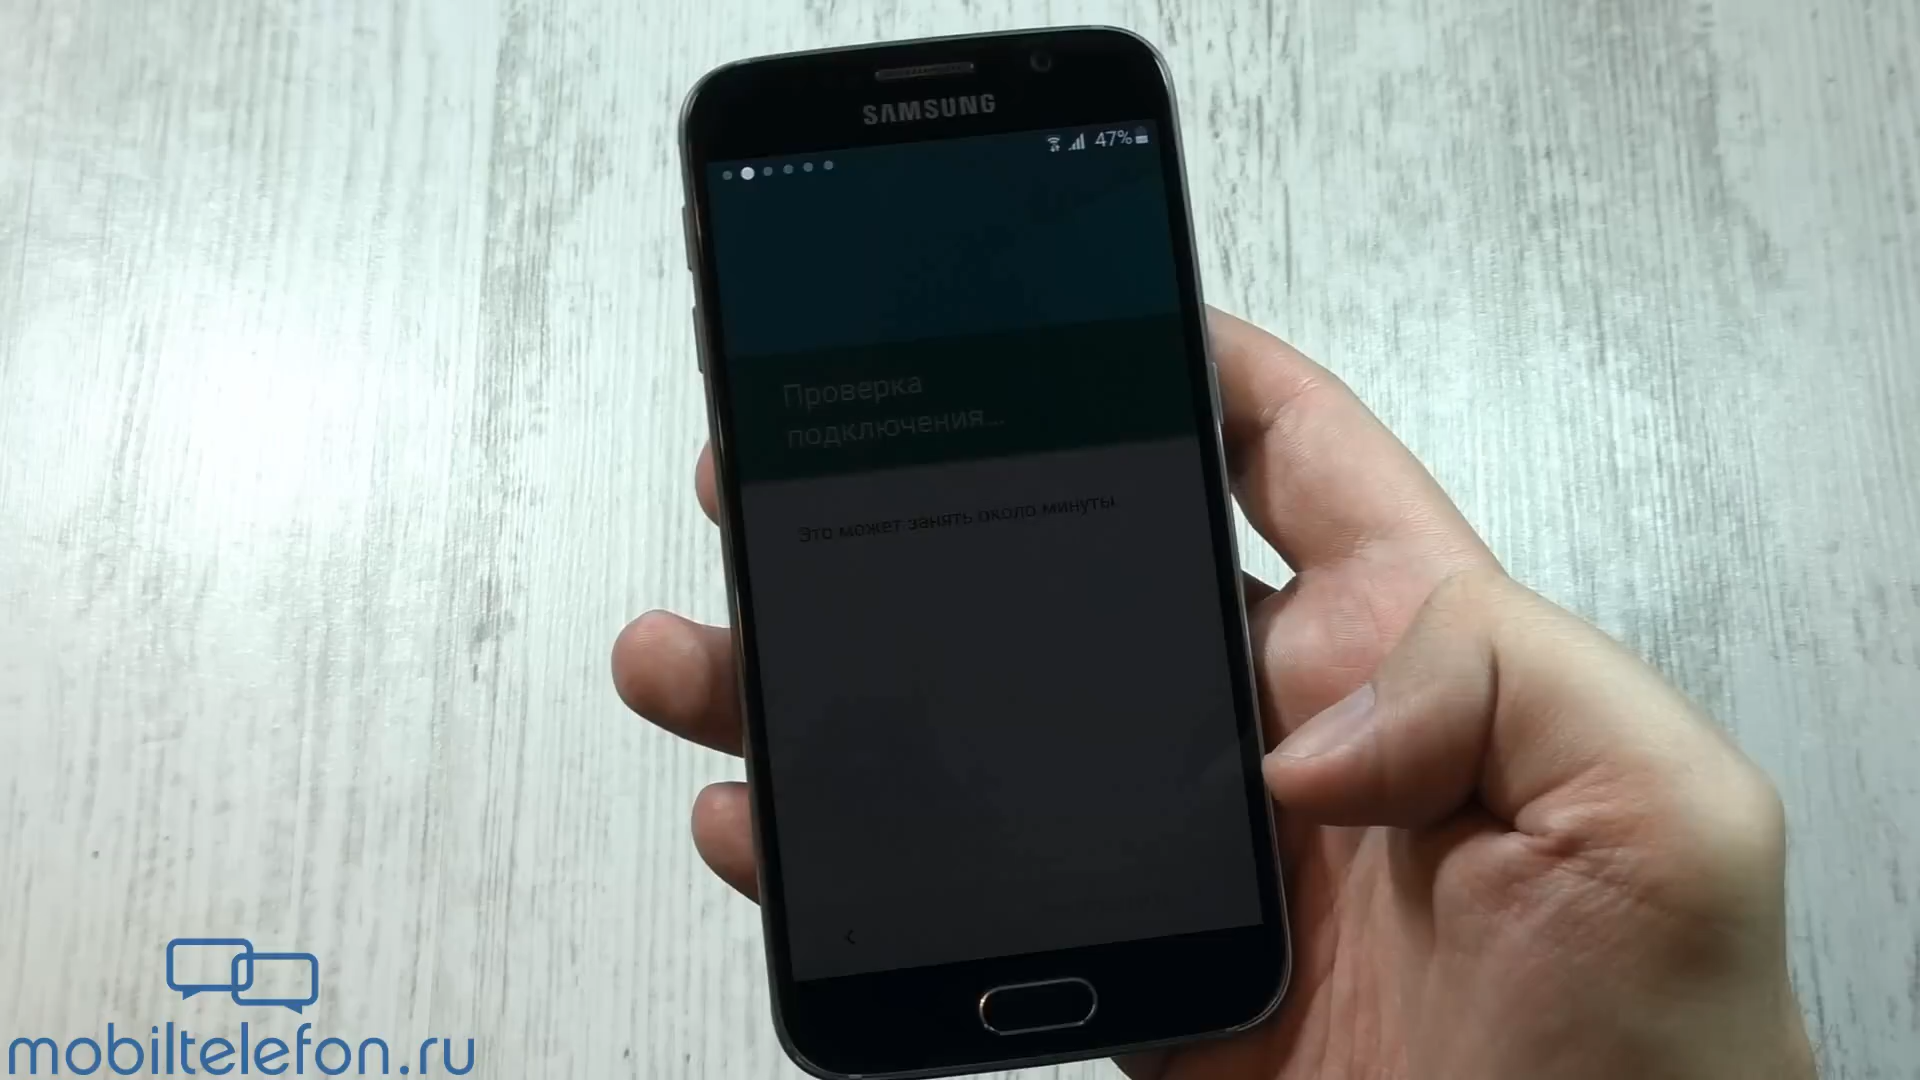 SAMSUNG
47%
Проверка
подключения...
Это может занять около минуты
mobiltelefon.ru